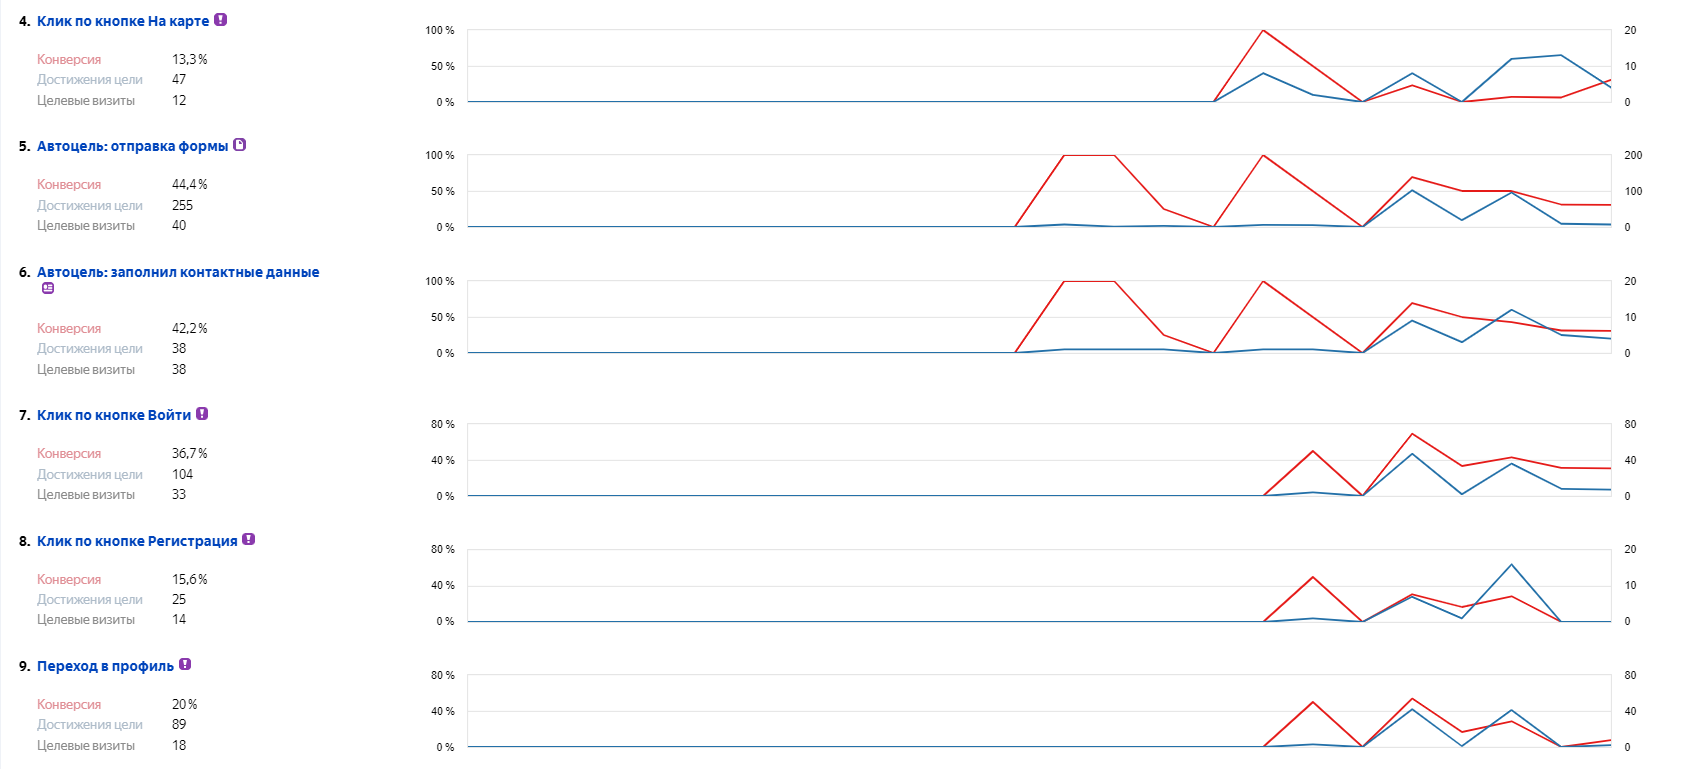 4. Клик по кнопке На карте
Конверсия 13,3 %
Достижения цели 47
Целевые визиты 12
100 %
50 %
0 %
20
10
0
5. Автоцель: отправка формы
Конверсия 44,4 %
Достижения цели 255
Целевые визиты 40
100 %
50 %
0 %
200
100
0
6. Автоцель: заполнил контактные данные
Конверсия 42,2 %
Достижения цели 38
Целевые визиты 38
100 %
50 %
0 %
20
10
0
7. Клик по кнопке Войти
Конверсия 36,7 %
Достижения цели 104
Целевые визиты 33
80 %
40 %
0 %
80
40
0
8. Клик по кнопке Регистрация
Конверсия 15,6 %
Достижения цели 25
Целевые визиты 14
80 %
40 %
0 %
20
10
0
9. Переход в профиль
Конверсия 20 %
Достижения цели 89
Целевые визиты 18
80 %
40 %
0 %
80
40
0